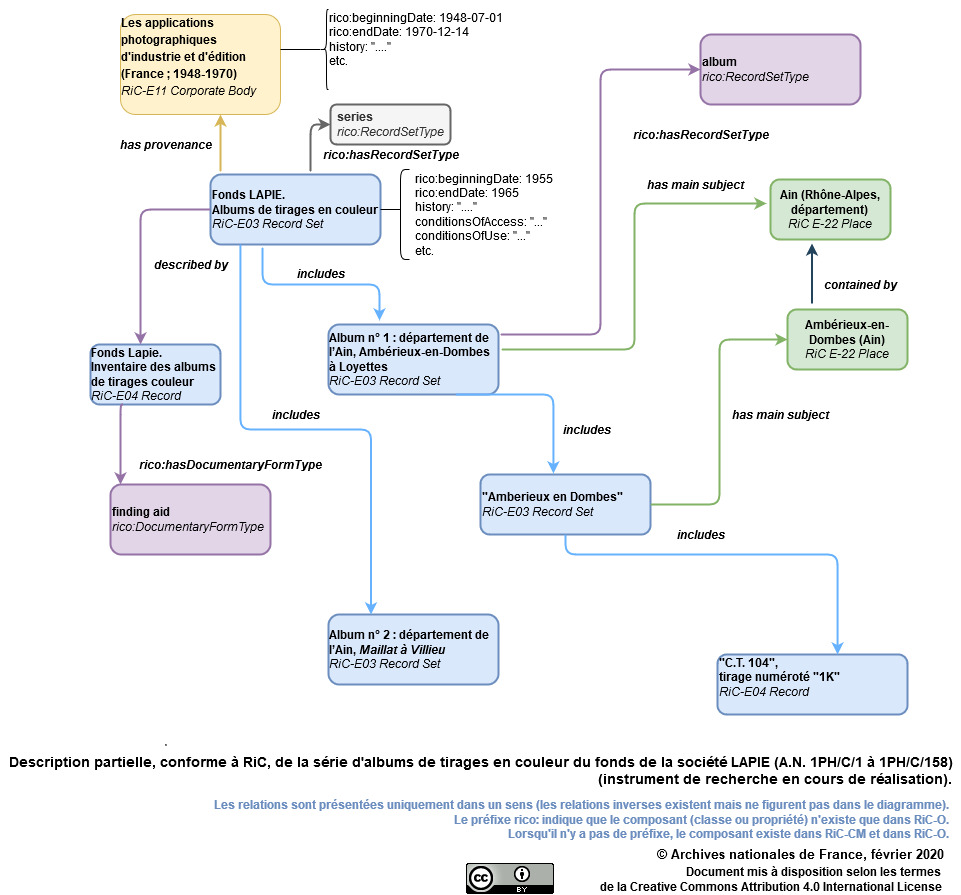 Les applications
photographiques
d'industrie et d'édition
(France ; 1948-1970)
RiC-E11 Corporate Body
rico:beginningDate: 1948-07-01
rico:endDate: 1970-12-14
history: "...."
etc.
album
rico:RecordSetType
series
rico:RecordSetType
has provenance
rico:hasRecordSetType
rico:hasRecordSetType
Fonds LAPIE.
Albums de tirages en couleur
RiC-E03 Record Set
rico:beginningDate: 1955
rico:endDate: 1965
history: "...."
conditionsOfAccess: "..."
conditionsOfUse: "..."
etc.
has main subject
Ain (Rhône-Alpes,
département)
RiC E-22 Place
described by
includes
contained by
Album n° 1 : département de
l'Ain, Ambérieux-en-Dombes
à Loyettes
RiC-E03 Record Set
Ambérieux-en-
Dombes (Ain)
RiC E-22 Place
Fonds Lapie.
Inventaire des albums
de tirages couleur
RiC-E04 Record
includes
includes
has main subject
rico:hasDocumentaryFormType
finding aid
rico:DocumentaryFormType
"Amberieux en Dombes"
RiC-E03 Record Set
includes
Album n° 2 : département de
l'Ain, Maillat à Villieu
RiC-E03 Record Set
"C.T. 104",
tirage numéroté "1K"
RiC-E04 Record
.
Description partielle, conforme à RiC, de la série d'albums de tirages en couleur du fonds de la société LAPIE (A.N. 1PH/C/1 à 1PH/C/158)
(instrument de recherche en cours de réalisation).
Les relations sont présentées uniquement dans un sens (les relations inverses existent mais ne figurent pas dans le diagramme).
Le préfixe rico: indique que le composant (classe ou propriété) n'existe que dans RiC-O.
Lorsqu'il n'y a pas de préfixe, le composant existe dans RiC-CM et dans RiC-O.
© Archives nationales de France, février 2020
Document mis à disposition selon les termes
de la Creative Commons Attribution 4.0 International License
cc
BY